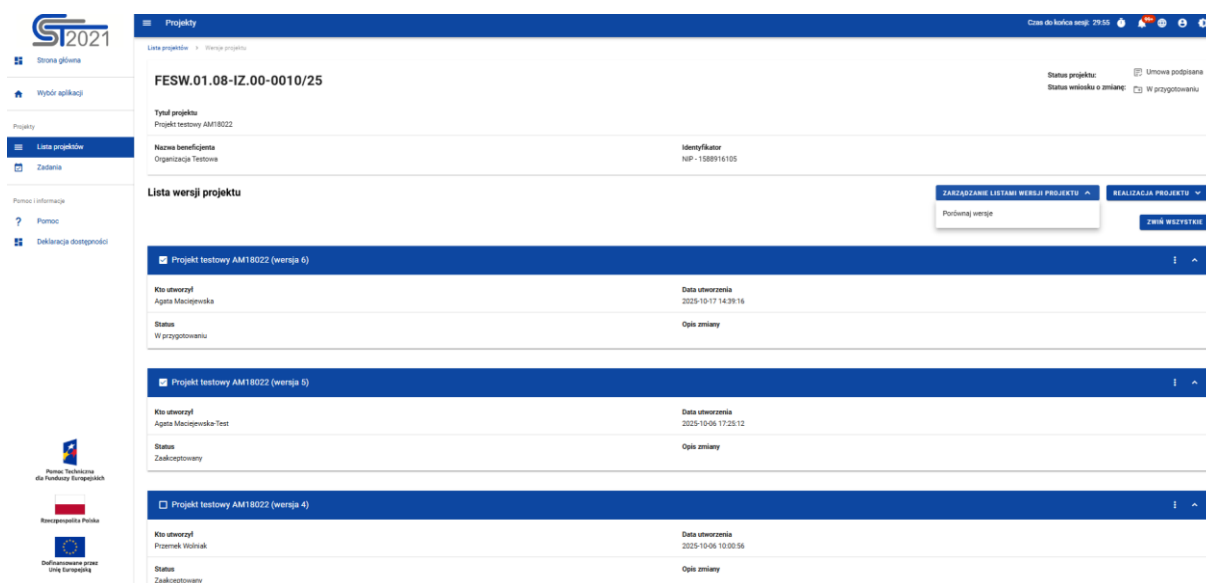 CST2021
Projekty
Czas do końca sesji: 29:55
99+
Strona główna
Wybór aplikacji
Projekty
Lista projektów
Zadania
Pomoc i informacje
? Pomoc
Deklaracja dostępności
Pomoc Techniczna
dla Funduszy Europejskich
Rzeczpospolita Polska
Dofinansowane przez
Unię Europejską
Lista projektów
Wersje projektu
FESW.01.08-IZ.00-0010/25
Status projektu: Umowa podpisana
Status wniosku o zmianę: W przygotowaniu
Tytuł projektu
Projekt testowy AM18022
Nazwa beneficjenta
Organizacja Testowa
Identyfikator
NIP - 1588916105
Lista wersji projektu
ZARZĄDZANIE LISTAMI WERSJI PROJEKTU
REALIZACJA PROJEKTU
Porównaj wersje
ZWIŃ WSZYSTKIE
Projekt testowy AM18022 (wersja 6)
Kto utworzył
Agata Maciejewska
Data utworzenia
2025-10-17 14:39:16
Status
W przygotowaniu
Opis zmiany
Projekt testowy AM18022 (wersja 5)
Kto utworzył
Agata Maciejewska-Test
Data utworzenia
2025-10-06 17:25:12
Status
Zaakceptowany
Opis zmiany
Projekt testowy AM18022 (wersja 4)
Kto utworzył
Przemek Wolniak
Data utworzenia
2025-10-06 10:00:56
Status
Zaakceptowany
Opis zmiany